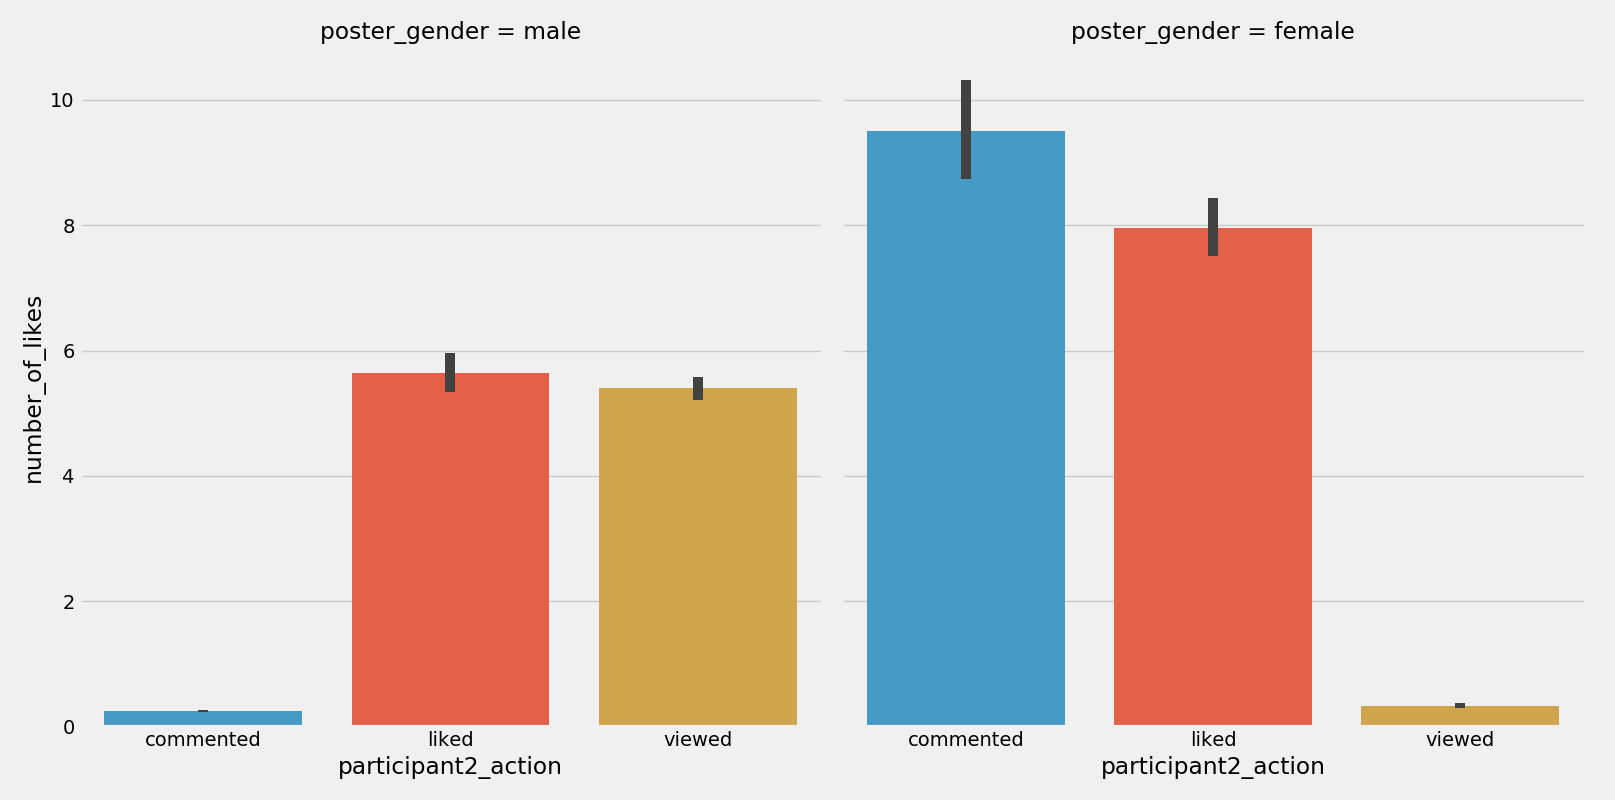 poster_gender = male
poster_gender = female
number_of_likes
10
8
6
4
2
0
commented liked viewed
commented liked viewed
participant2_action
participant2_action